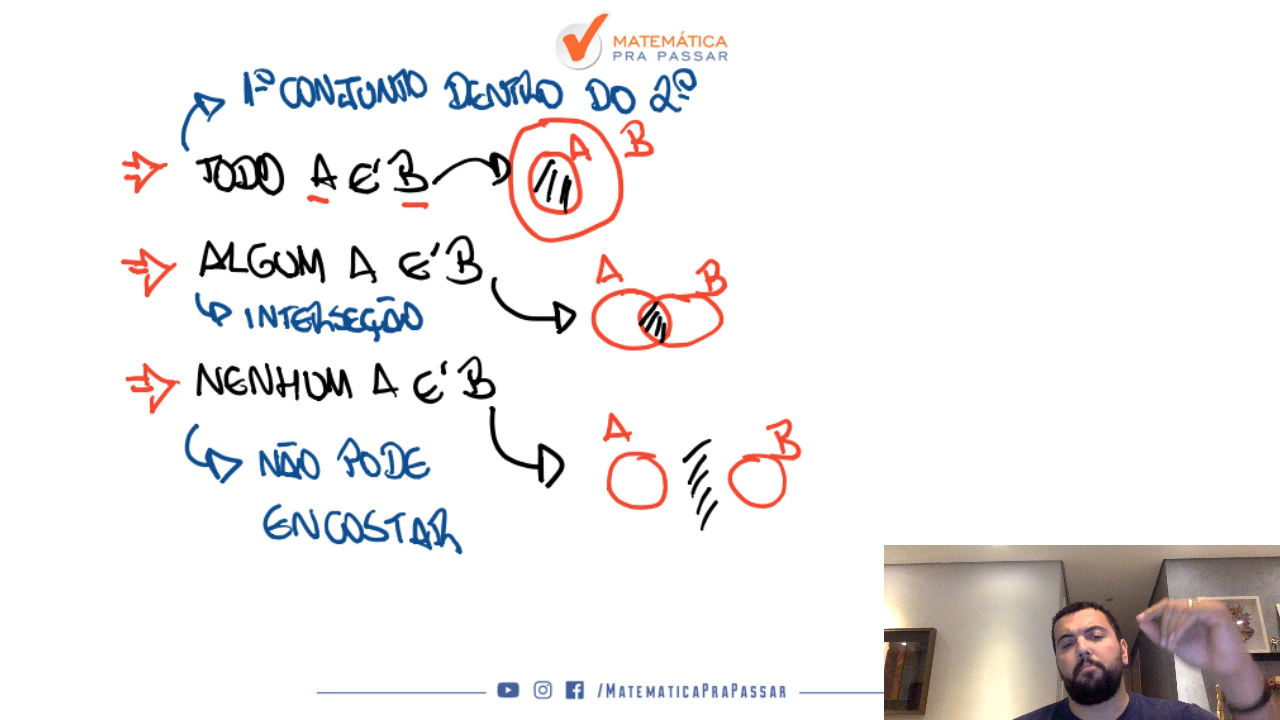 MATEMÁTICA
PRA PASSAR
1º CONJUNTO DENTRO DO 2º
TODO A É B
A B
ALGUM A É B
A B
INTERSEÇÃO
NENHUM A É B
A B
NÃO PODE
ENCOSTAR
/MATEMATICAPRAPASSAR